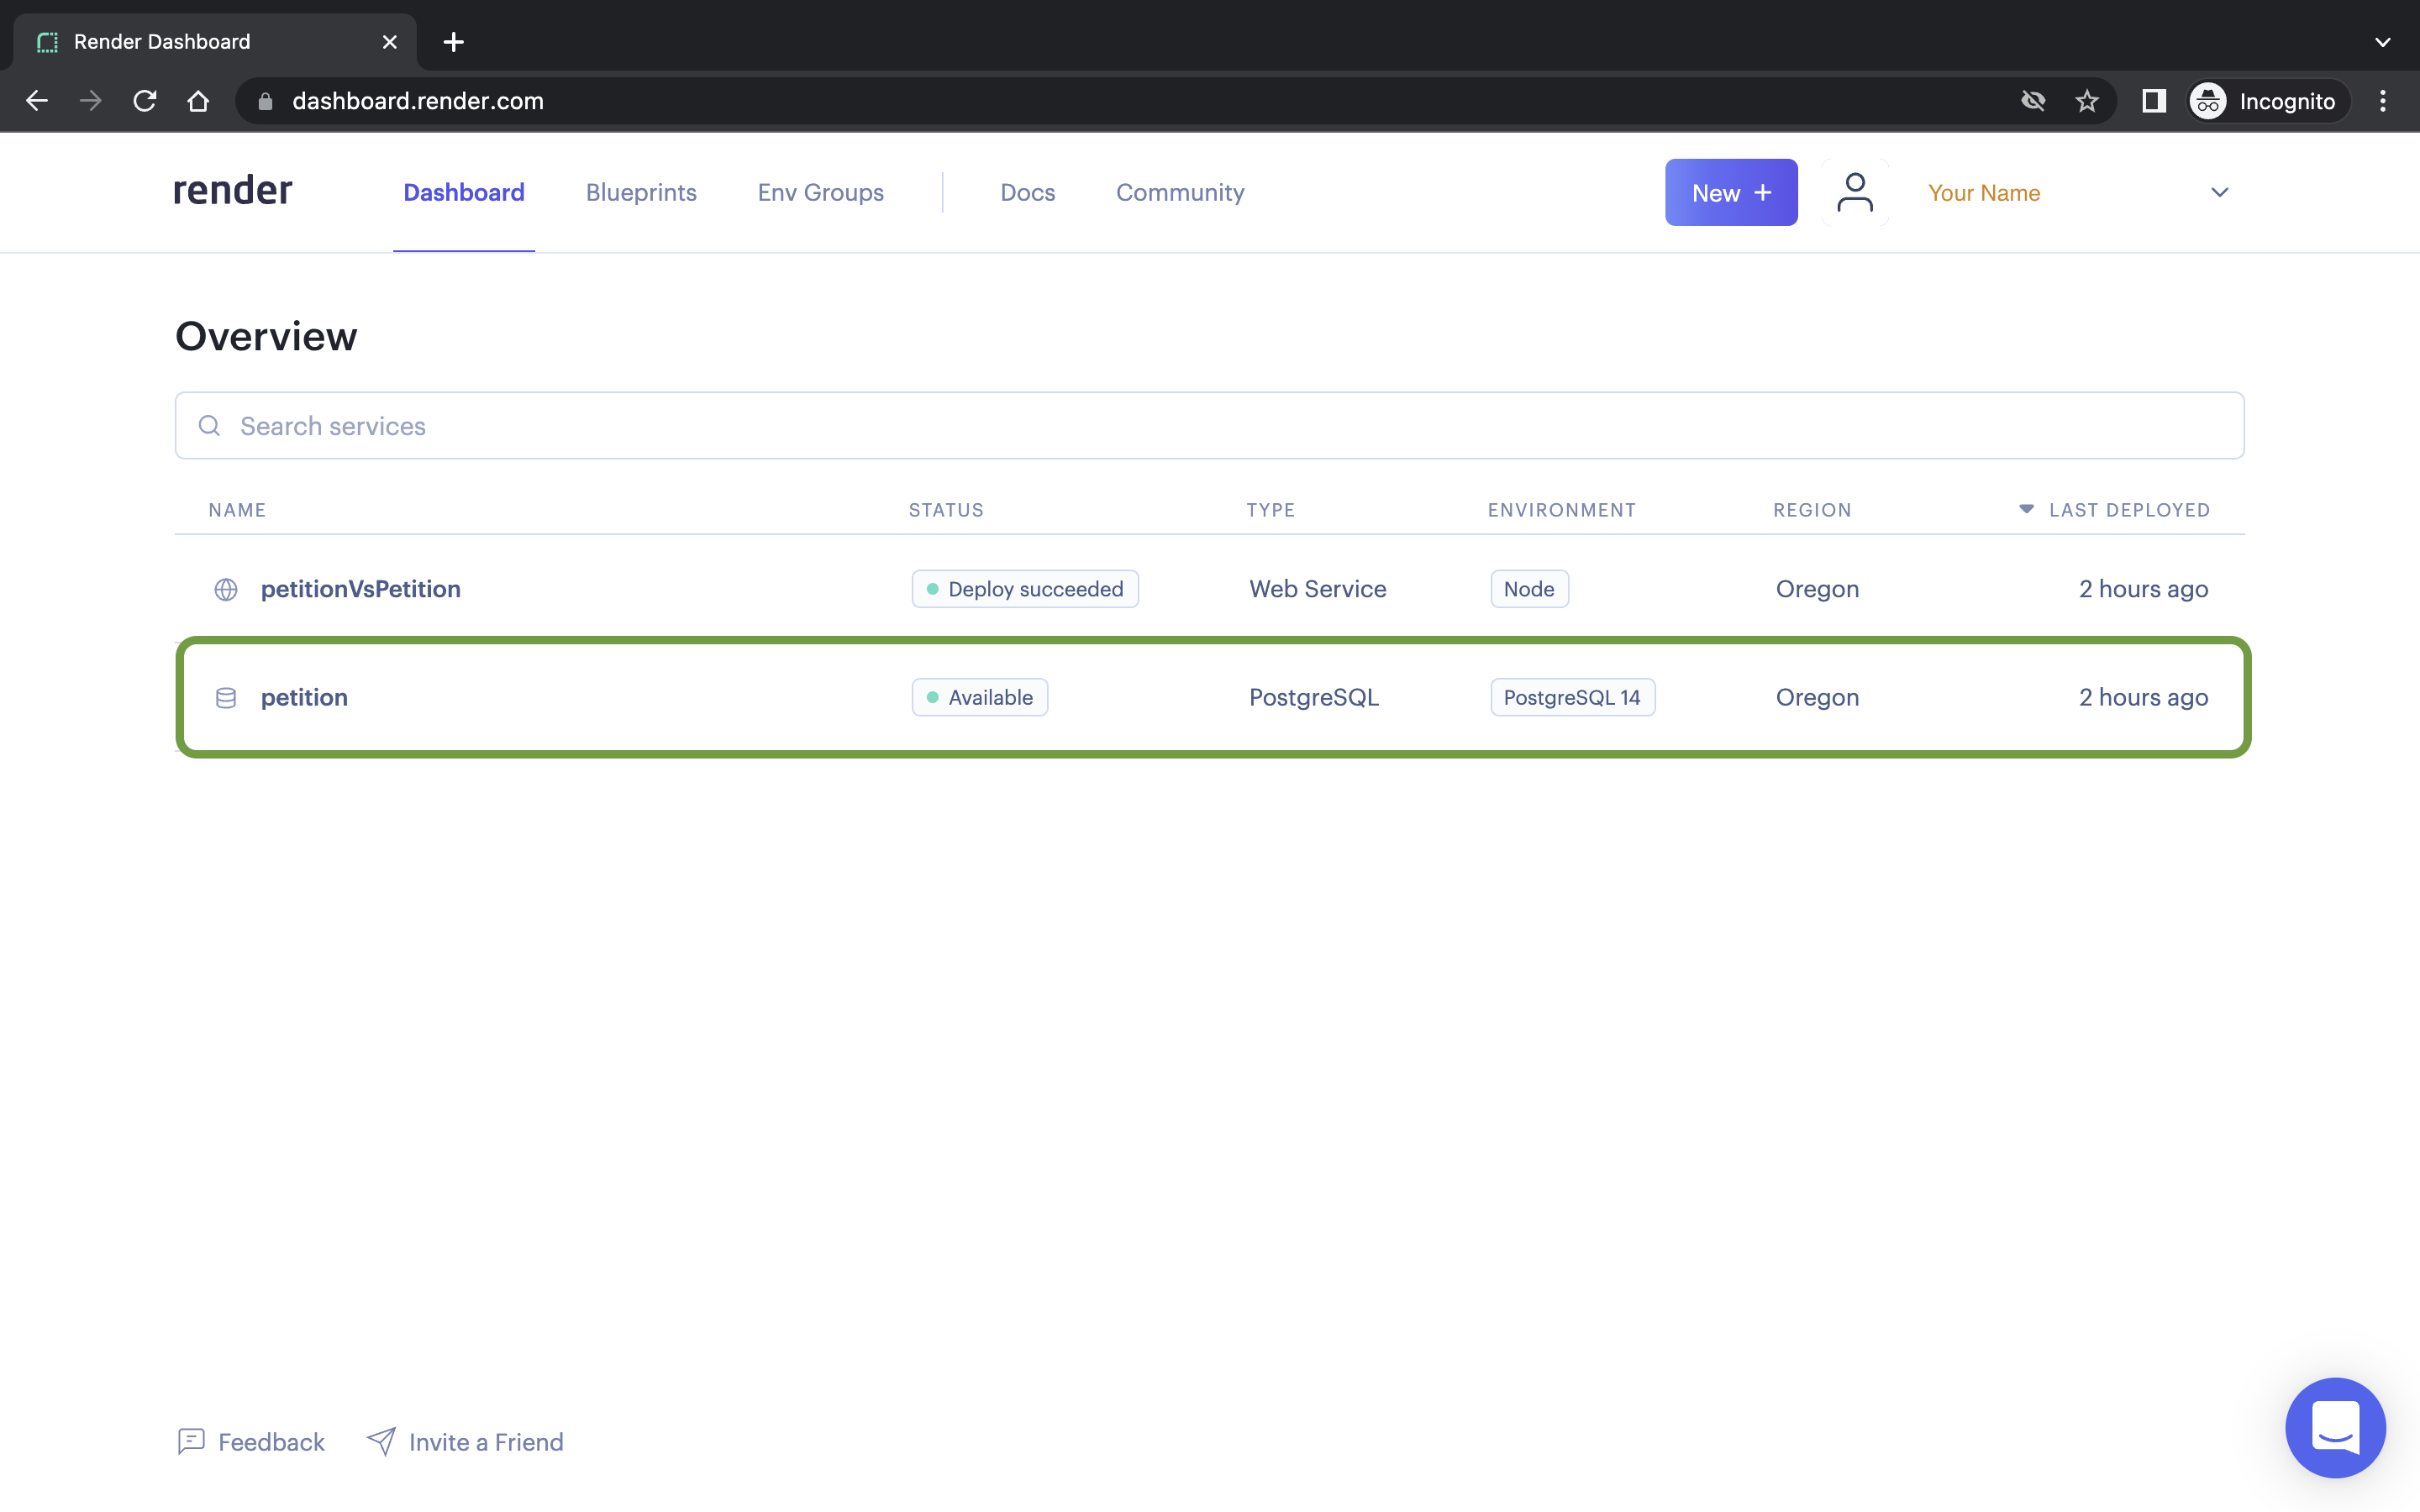 Render Dashboard
dashboard.render.com
Incognito
render Dashboard Blueprints Env Groups Docs Community New + Your Name
Overview
Search services
NAME STATUS TYPE ENVIRONMENT REGION LAST DEPLOYED
petitionVsPetition Deploy succeeded Web Service Node Oregon 2 hours ago
petition Available PostgreSQL PostgreSQL 14 Oregon 2 hours ago
Feedback Invite a Friend